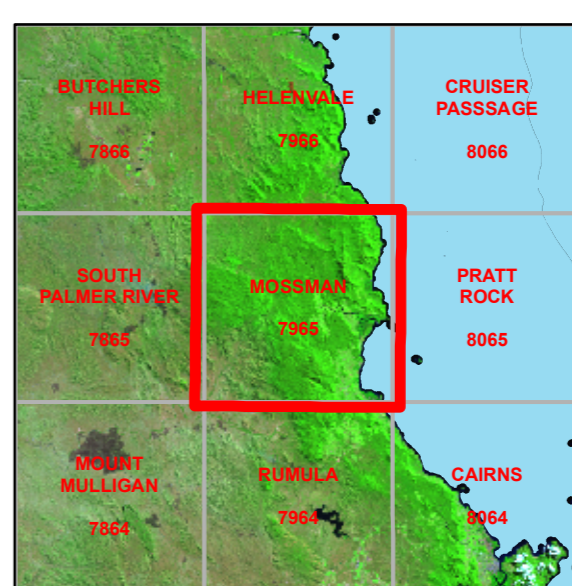 BUTCHERS
HILL
7866
HELENVALE
7966
CRUISER
PASSSAGE
8066
SOUTH
PALMER RIVER
7865
MOSSMAN
7965
PRATT
ROCK
8065
MOUNT
MULLIGAN
7864
RUMULA
7964
CAIRNS
8064